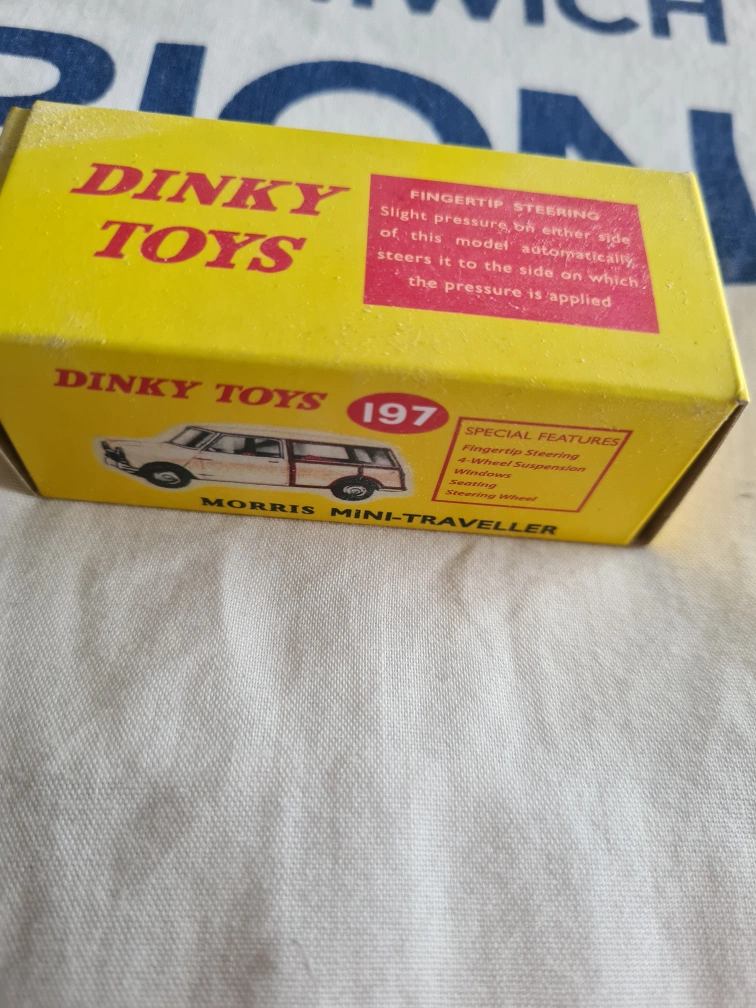 WICH
BION
DINKY
TOYS
FINGERTIP STEERING
Slight pressure on either side
of this model automatically
steers it to the side on which
the pressure is applied
DINKY TOYS
197
SPECIAL FEATURES
Fingertip Steering
4-Wheel Suspension
Windows
Seating
Steering Wheel
MORRIS MINI-TRAVELLER